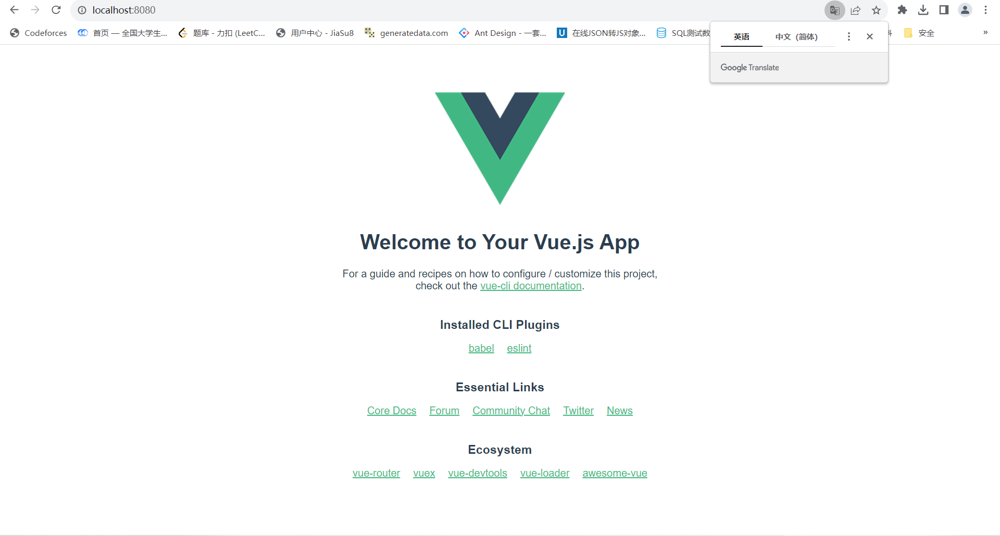 localhost:8080
Codeforces
首页 — 全国大学生...
题库 - 力扣 (LeetC...
用户中心 - JiaSu8
generatedata.com
Ant Design - 一套...
U
在线JSON转JS对象...
SQL测试数
安全
»
英语
中文（简体）
Google Translate
Welcome to Your Vue.js App
For a guide and recipes on how to configure / customize this project,
check out the vue-cli documentation.
Installed CLI Plugins
babel eslint
Essential Links
Core Docs Forum Community Chat Twitter News
Ecosystem
vue-router vuex vue-devtools vue-loader awesome-vue